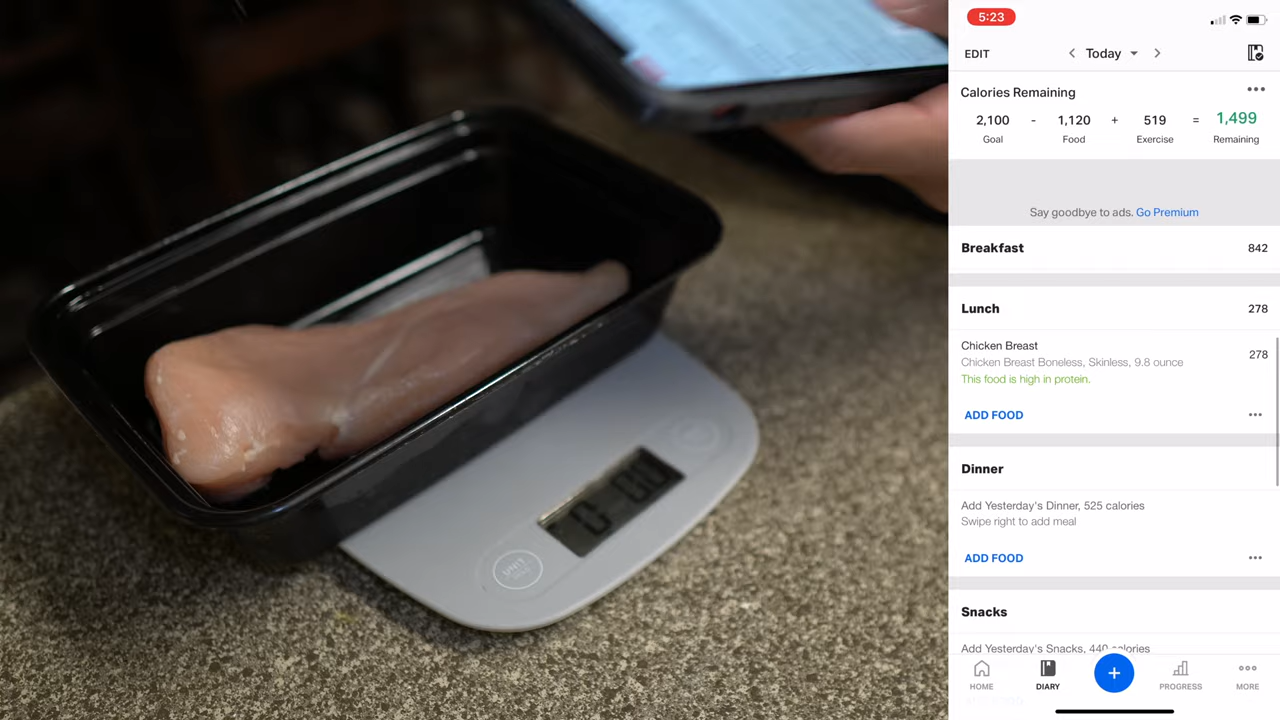 5:23
EDIT
Today
Calories Remaining
2,100 - 1,120 + 519 = 1,499
Goal Food Exercise Remaining
Say goodbye to ads. Go Premium
Breakfast 842
Lunch 278
Chicken Breast
Chicken Breast Boneless, Skinless, 9.8 ounce 278
This food is high in protein.
ADD FOOD
Dinner
Add Yesterday's Dinner, 525 calories
Swipe right to add meal
ADD FOOD
Snacks
Add Yesterday's Snacks, 440 calories
HOME DIARY PROGRESS MORE
UNIT